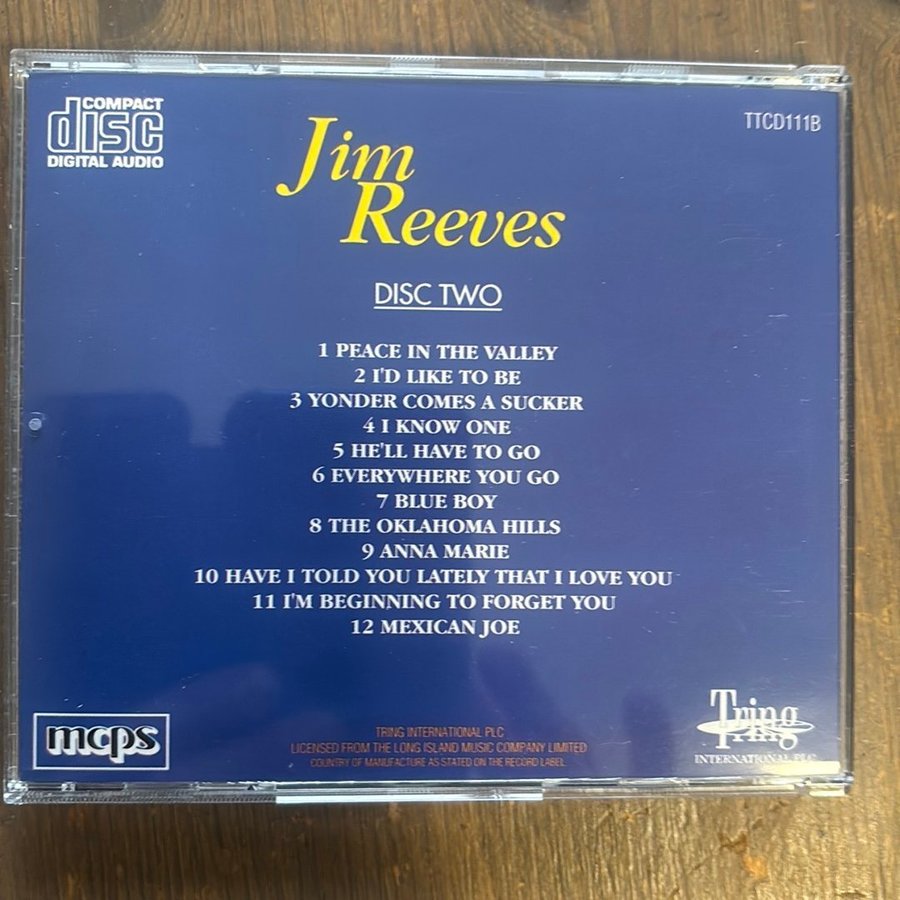 COMPACT
disc
DIGITAL AUDIO
TTCD111B
Jim
Reeves
DISC TWO
1 PEACE IN THE VALLEY
2 I'D LIKE TO BE
3 YONDER COMES A SUCKER
4 I KNOW ONE
5 HE'LL HAVE TO GO
6 EVERYWHERE YOU GO
7 BLUE BOY
8 THE OKLAHOMA HILLS
9 ANNA MARIE
10 HAVE I TOLD YOU LATELY THAT I LOVE YOU
11 I'M BEGINNING TO FORGET YOU
12 MEXICAN JOE
mcps
TRING INTERNATIONAL PLC
LICENSED FROM THE LONG ISLAND MUSIC COMPANY LIMITED
COUNTRY OF MANUFACTURE AS STATED ON THE RECORD LABEL
Tring
INTERNATIONAL PLC